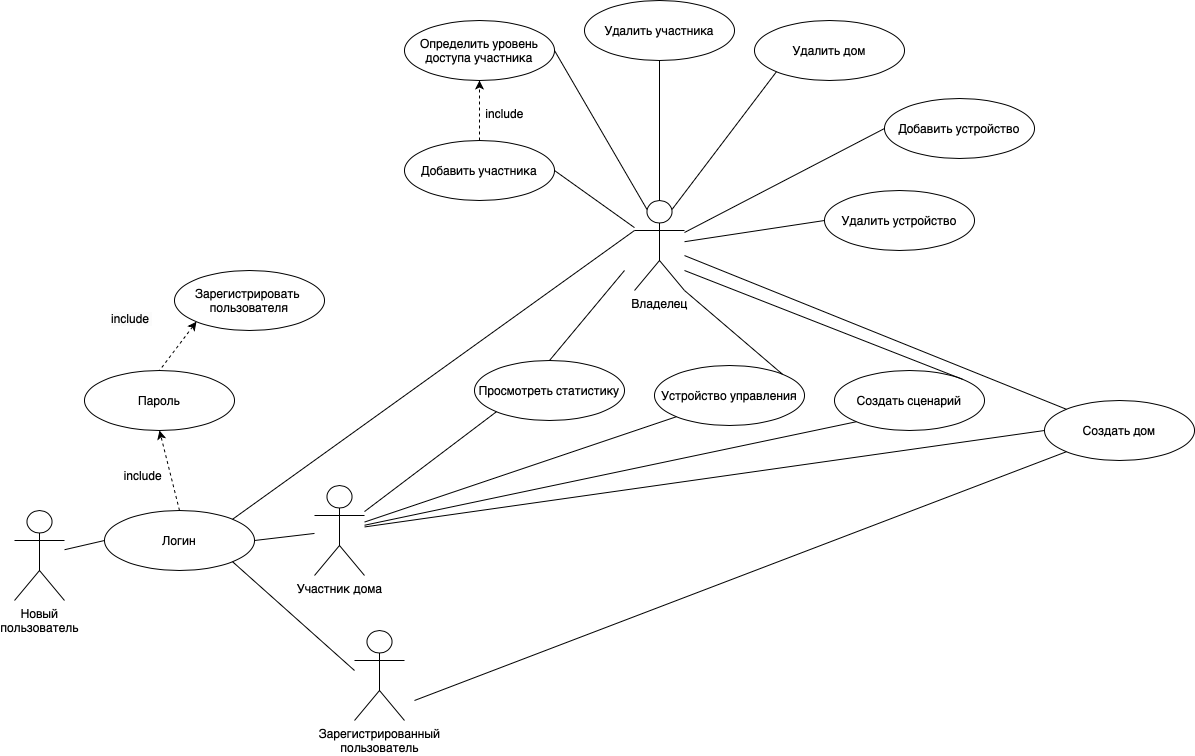 Удалить участника
Определить уровень
доступа участника
Удалить дом
include
Добавить устройство
Добавить участника
Удалить устройство
Зарегистрировать
пользователя
Владелец
include
Просмотреть статистику
Устройство управления
Создать сценарий
Пароль
Создать дом
include
Логин
Участник дома
Новый
пользователь
Зарегистрированный
пользователь